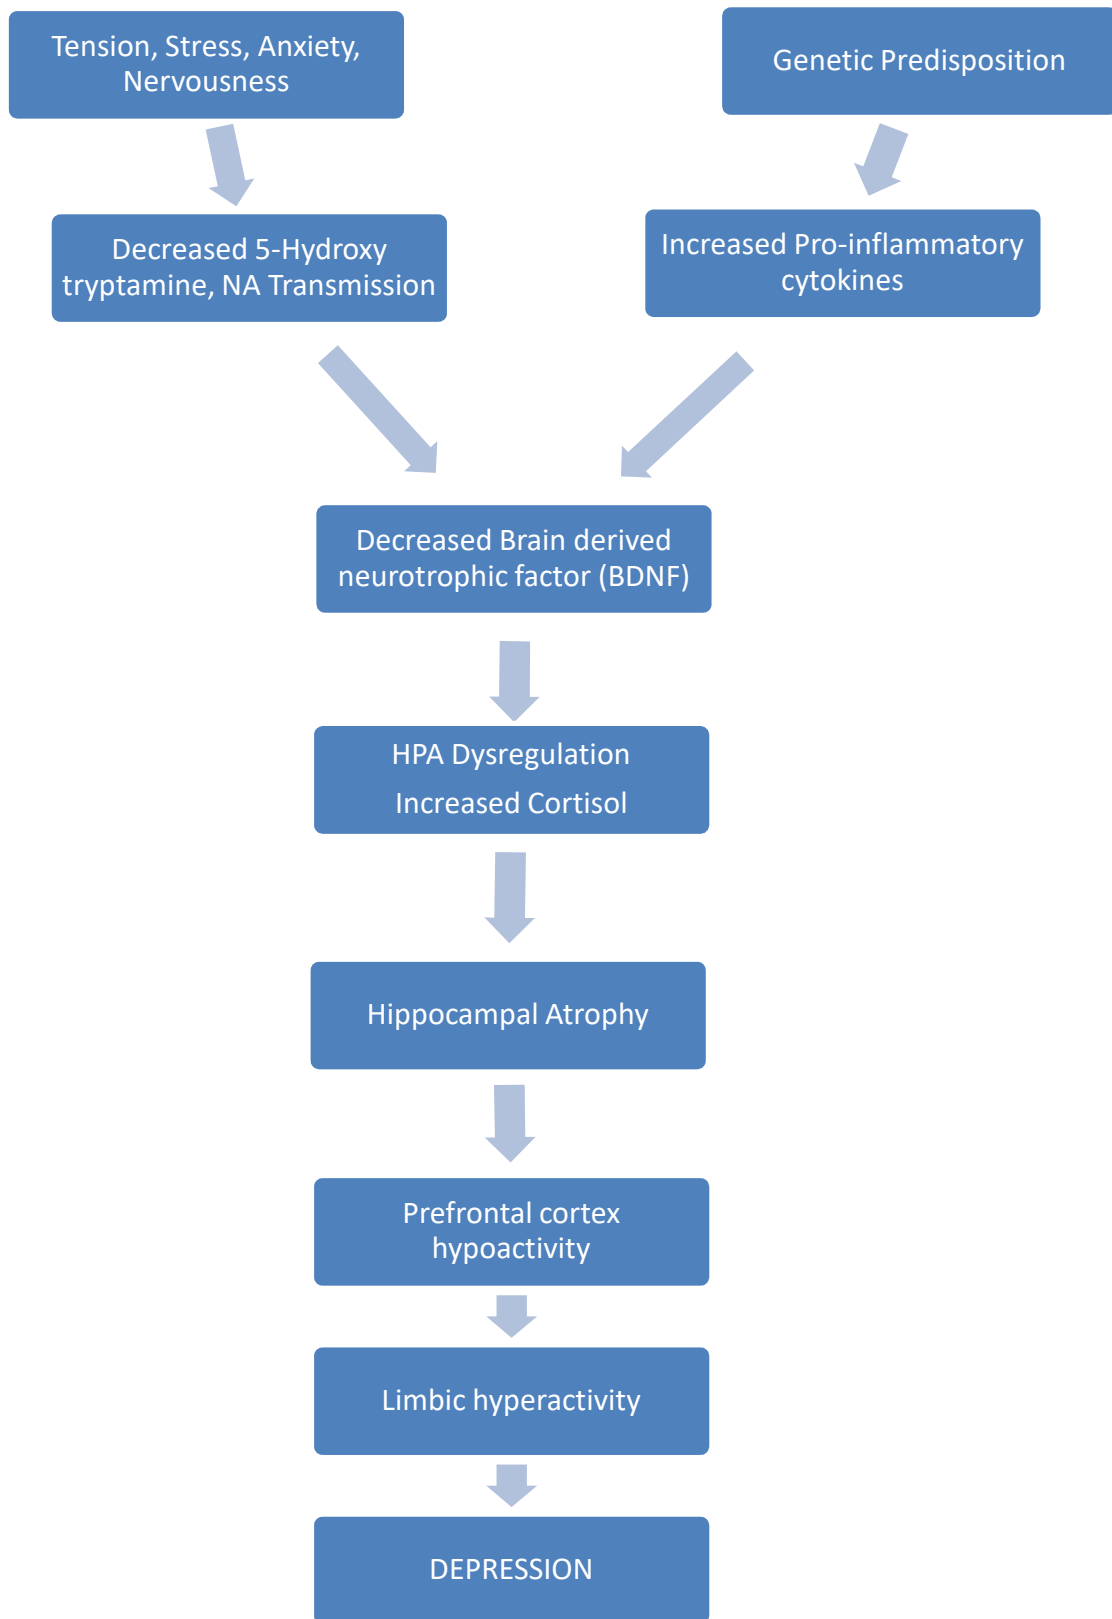 Tension, Stress, Anxiety,
Nervousness
Genetic Predisposition
Decreased 5-Hydroxy
tryptamine, NA Transmission
Increased Pro-inflammatory
cytokines
Decreased Brain derived
neurotrophic factor (BDNF)
HPA Dysregulation
Increased Cortisol
Hippocampal Atrophy
Prefrontal cortex
hypoactivity
Limbic hyperactivity
DEPRESSION